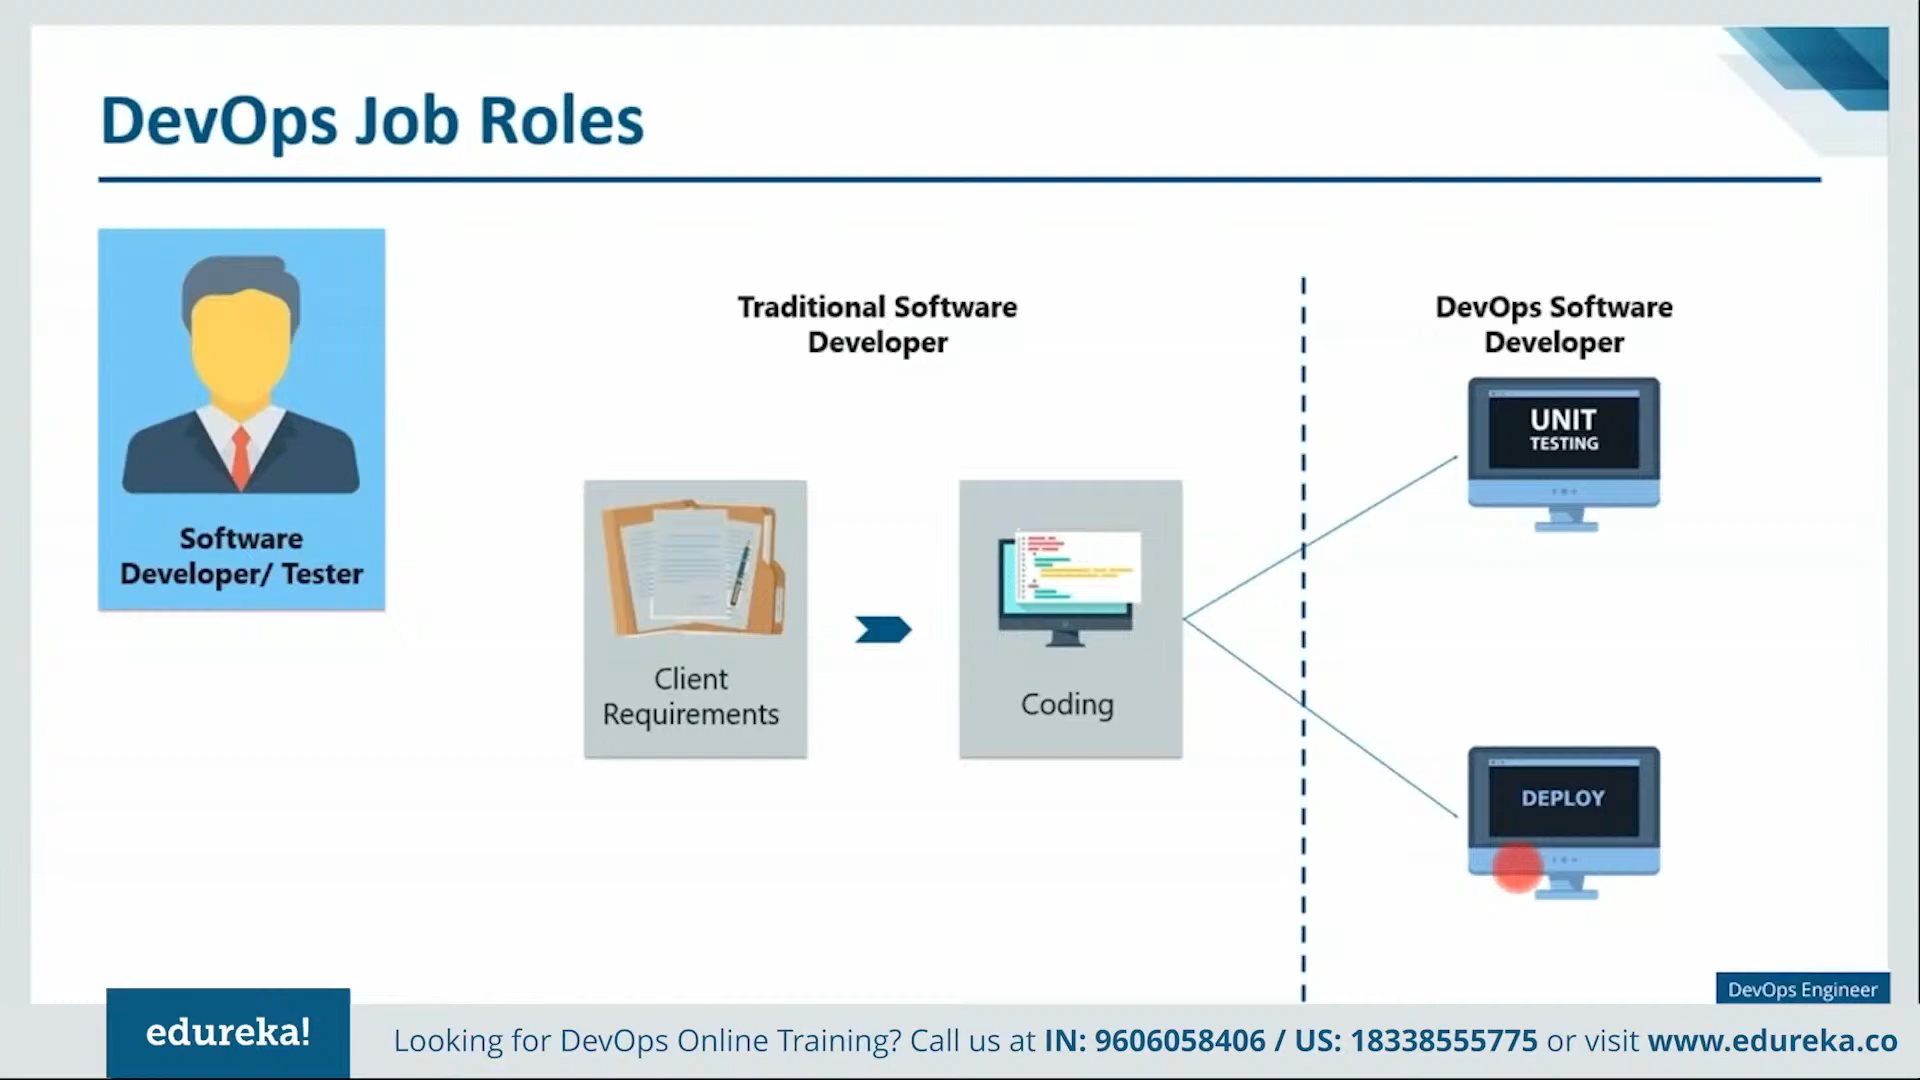 DevOps Job Roles
Software
Developer/ Tester
Traditional Software
Developer
Client
Requirements
Coding
DevOps Software
Developer
UNIT
TESTING
DEPLOY
DevOps Engineer
edureka!
Looking for DevOps Online Training? Call us at IN: 9606058406 / US: 18338555775 or visit www.edureka.co